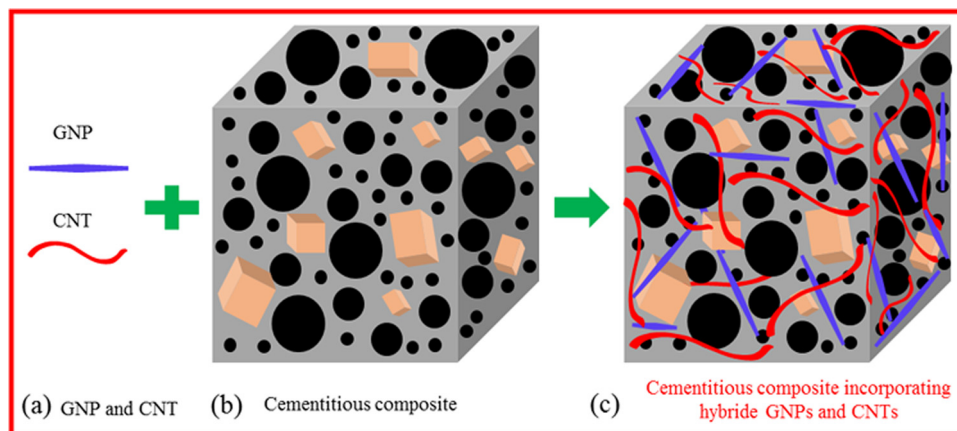 GNP
CNT
(a) GNP and CNT
(b) Cementitious composite
(c) Cementitious composite incorporating
hybride GNPs and CNTs